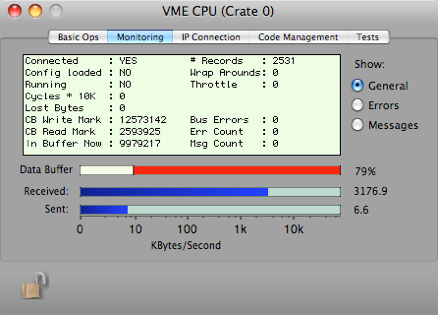 VME CPU (Crate 0)
Basic Ops Monitoring IP Connection Code Management Tests
Connected : YES # Records : 2531
Config loaded : NO Wrap Arounds: 0
Running : NO Throttle : 0
Cycles * 10K : 0
Lost Bytes : 0
CB Write Mark : 12573142 Bus Errors : 0
CB Read Mark : 2593925 Err Count : 0
In Buffer Now : 9979217 Msg Count : 0
Show:
General
Errors
Messages
Data Buffer 79%
Received: 3176.9
Sent: 6.6
0 10 100 1k 10k
KBytes/Second